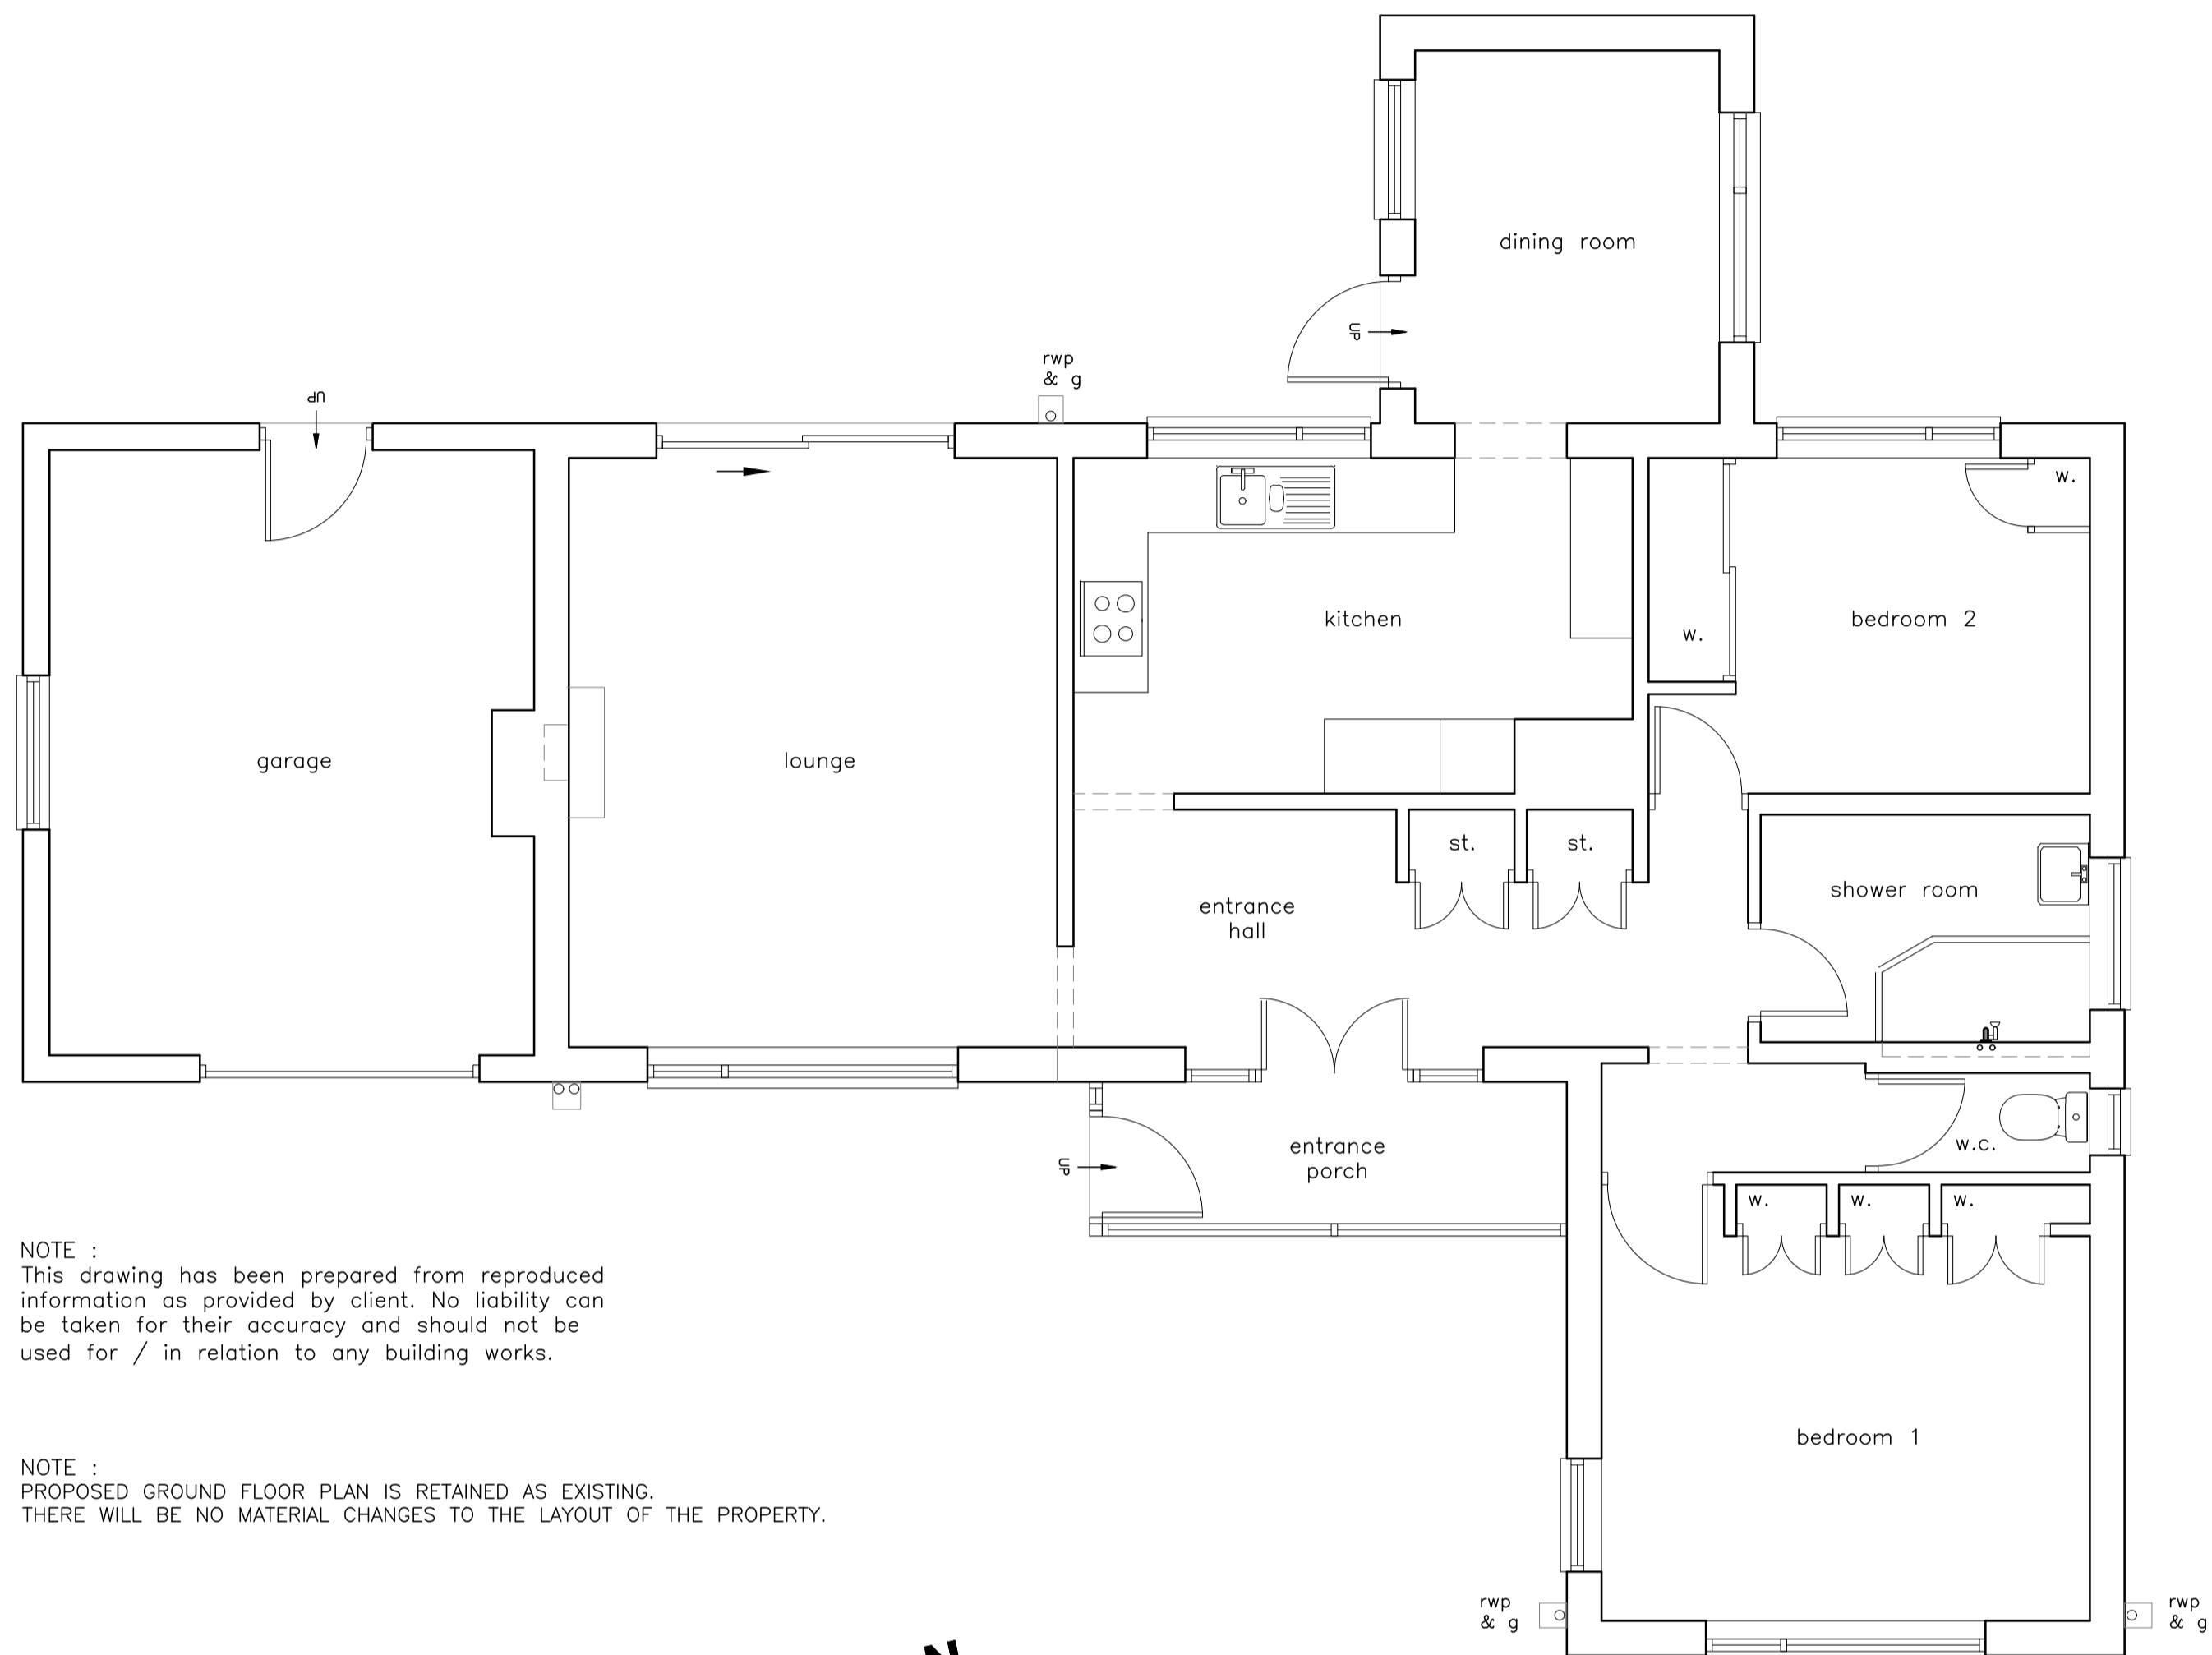 dining room
UP
rwp
& g
UP
w.
kitchen
bedroom 2
w.
garage
lounge
st.
st.
shower room
entrance
hall
entrance
porch
w.c.
UP
w.
w.
w.
NOTE :
This drawing has been prepared from reproduced
information as provided by client. No liability can
be taken for their accuracy and should not be
used for / in relation to any building works.
bedroom 1
NOTE :
PROPOSED GROUND FLOOR PLAN IS RETAINED AS EXISTING.
THERE WILL BE NO MATERIAL CHANGES TO THE LAYOUT OF THE PROPERTY.
rwp
& g
rwp
& g
N